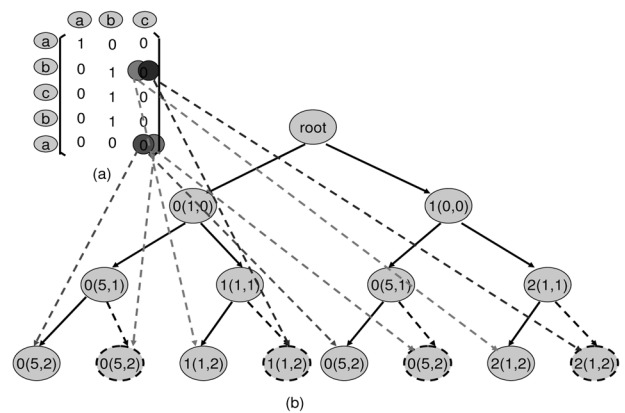 a b c
a 1 0 0
b 0 1 0
c 0 1 0
b 0 1 0
a 0 0 0
(a)
root
0(1,0) 1(0,0)
0(5,1) 1(1,1) 0(5,1) 2(1,1)
0(5,2) 0(5,2) 1(1,2) 1(1,2) 0(5,2) 0(5,2) 2(1,2) 2(1,2)
(b)